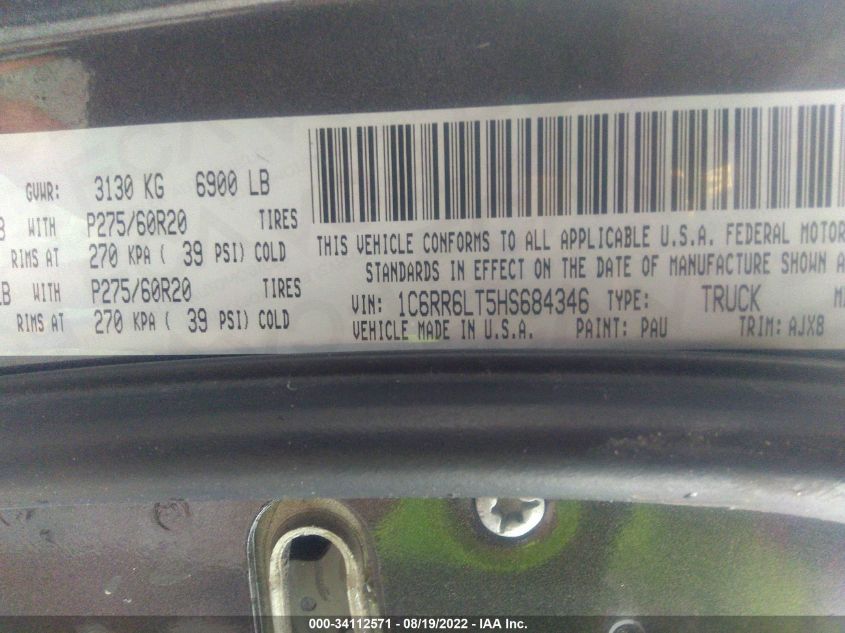 GVWR: 3130 KG 6900 LB
B WITH P275/60R20 TIRES
RIMS AT 270 KPA ( 39 PSI) COLD
LB WITH P275/60R20 TIRES
RIMS AT 270 KPA ( 39 PSI) COLD
THIS VEHICLE CONFORMS TO ALL APPLICABLE U.S.A. FEDERAL MOTOR
STANDARDS IN EFFECT ON THE DATE OF MANUFACTURE SHOWN A
VIN: 1C6RR6LT5HS684346 TYPE: TRUCK
VEHICLE MADE IN U.S.A. PAINT: PAU TRIM: AJX8
000-34112571 - 08/19/2022 - IAA Inc.